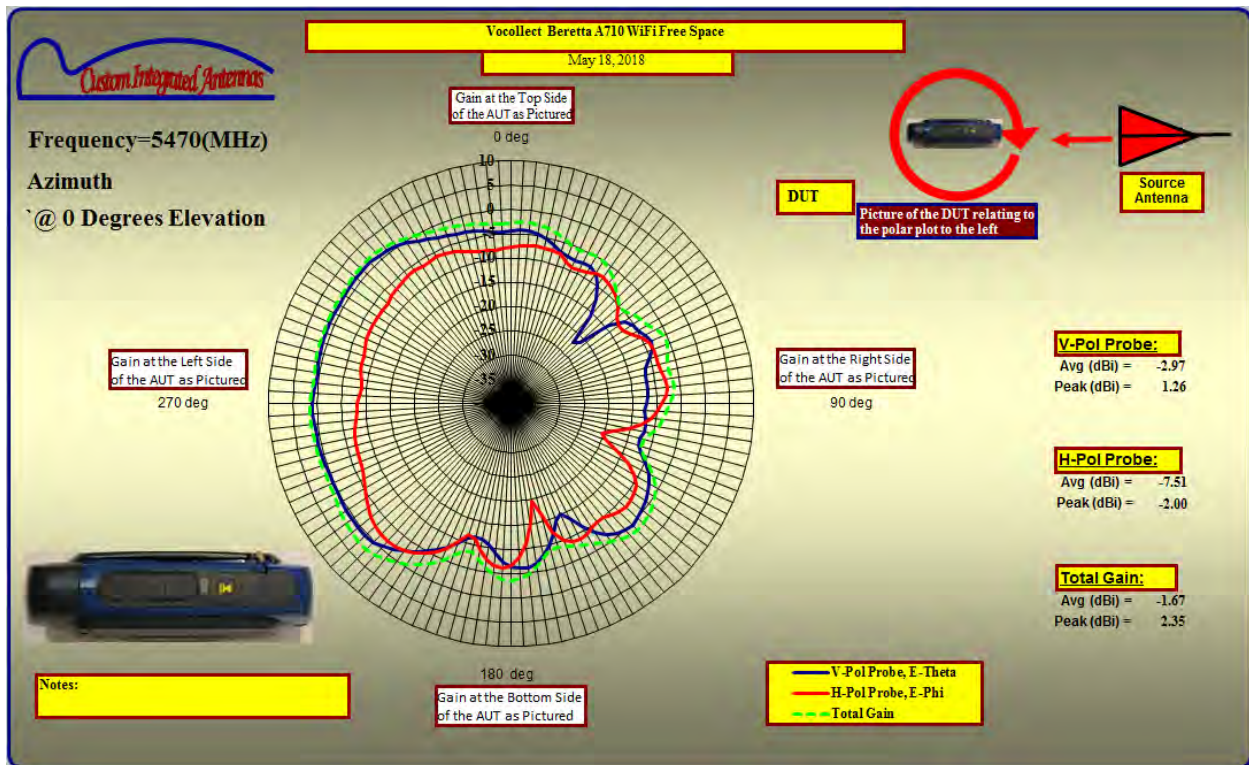 Vocollect Beretta A710 WiFi Free Space
May 18, 2018
Custom Integrated Antennas
Frequency=5470(MHz)
Azimuth
`@ 0 Degrees Elevation
Gain at the Top Side
of the AUT as Pictured
0 deg
10
5
0
-5
-10
-15
-20
-25
-30
-35
Gain at the Left Side
of the AUT as Pictured
270 deg
Gain at the Right Side
of the AUT as Pictured
90 deg
180 deg
Gain at the Bottom Side
of the AUT as Pictured
DUT
Picture of the DUT relating to
the polar plot to the left
Source
Antenna
V-Pol Probe:
Avg (dBi) = -2.97
Peak (dBi) = 1.26
H-Pol Probe:
Avg (dBi) = -7.51
Peak (dBi) = -2.00
Total Gain:
Avg (dBi) = -1.67
Peak (dBi) = 2.35
Notes:
V-Pol Probe, E-Theta
H-Pol Probe, E-Phi
Total Gain